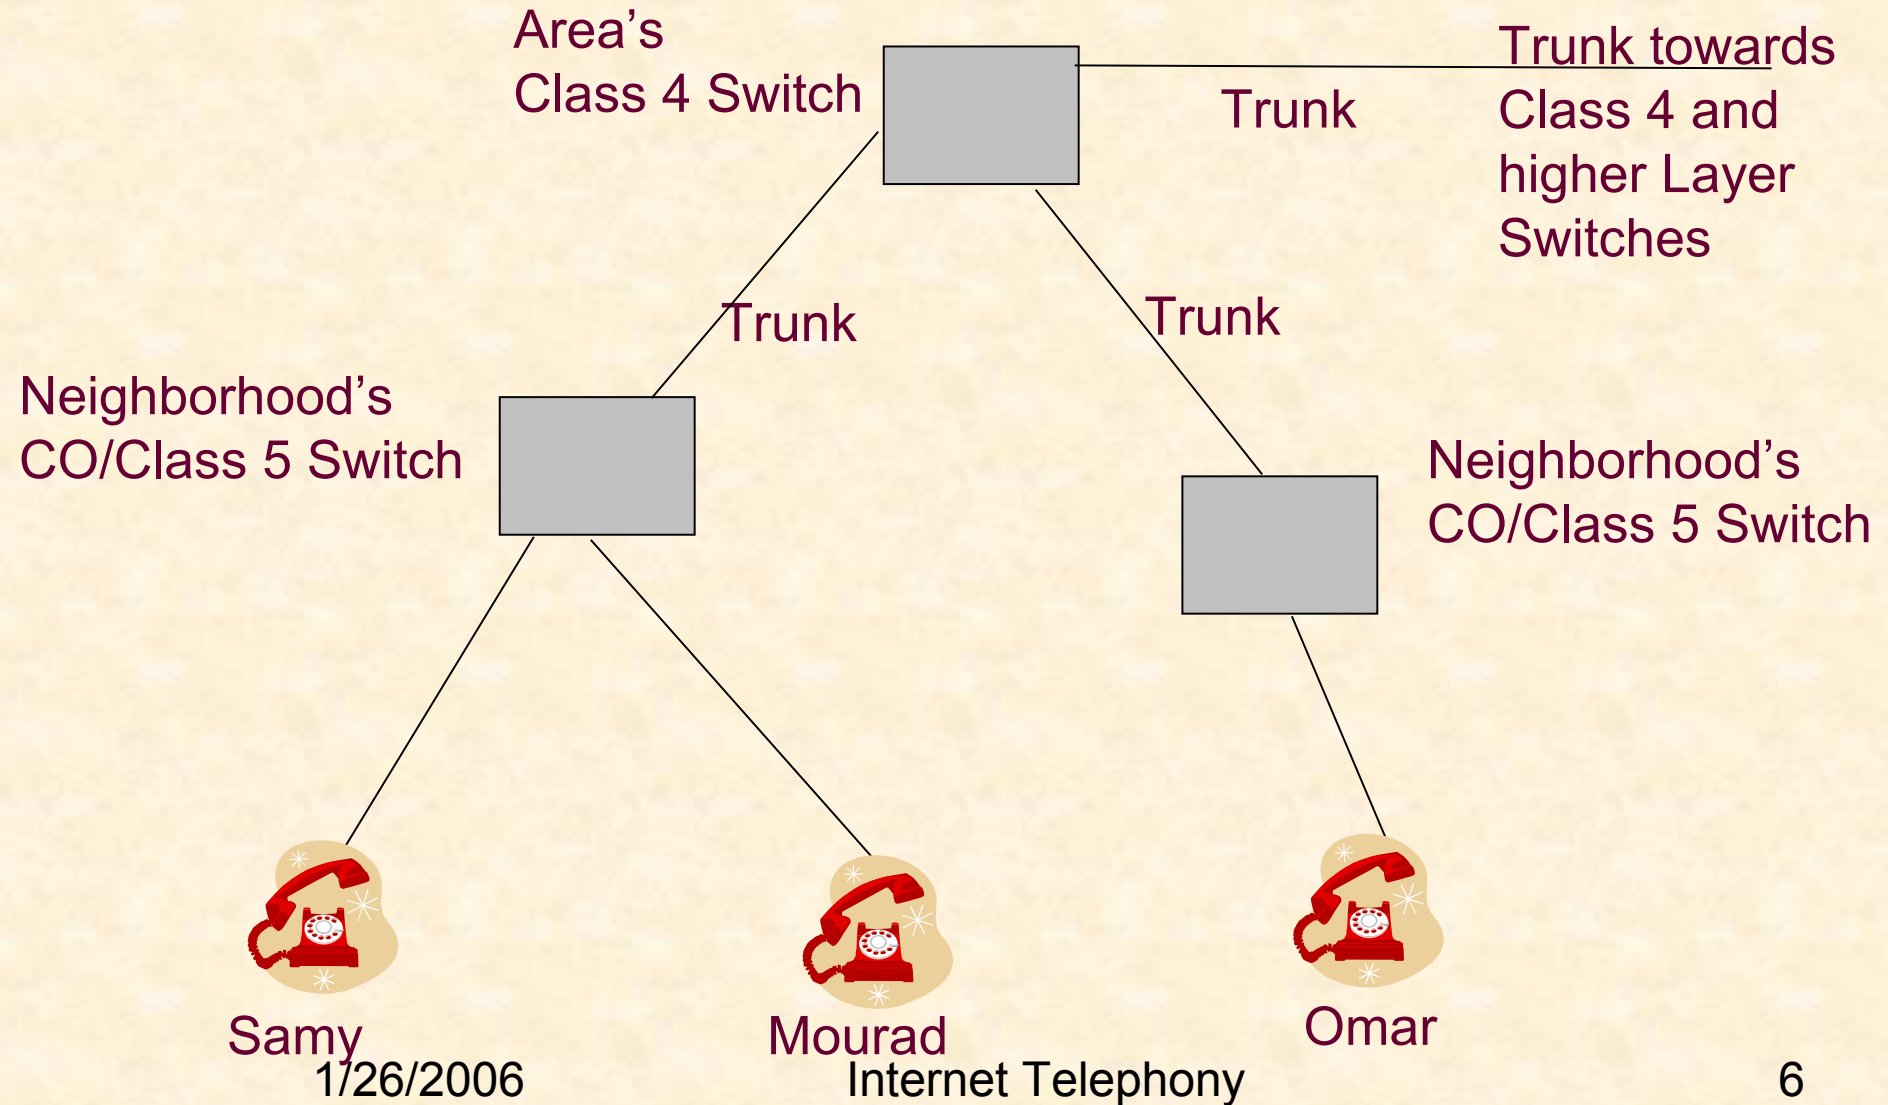 Area’s
Class 4 Switch
Trunk
Trunk towards
Class 4 and
higher Layer
Switches
Trunk
Trunk
Neighborhood’s
CO/Class 5 Switch
Neighborhood’s
CO/Class 5 Switch
Samy
Mourad
Omar
1/26/2006
Internet Telephony
6